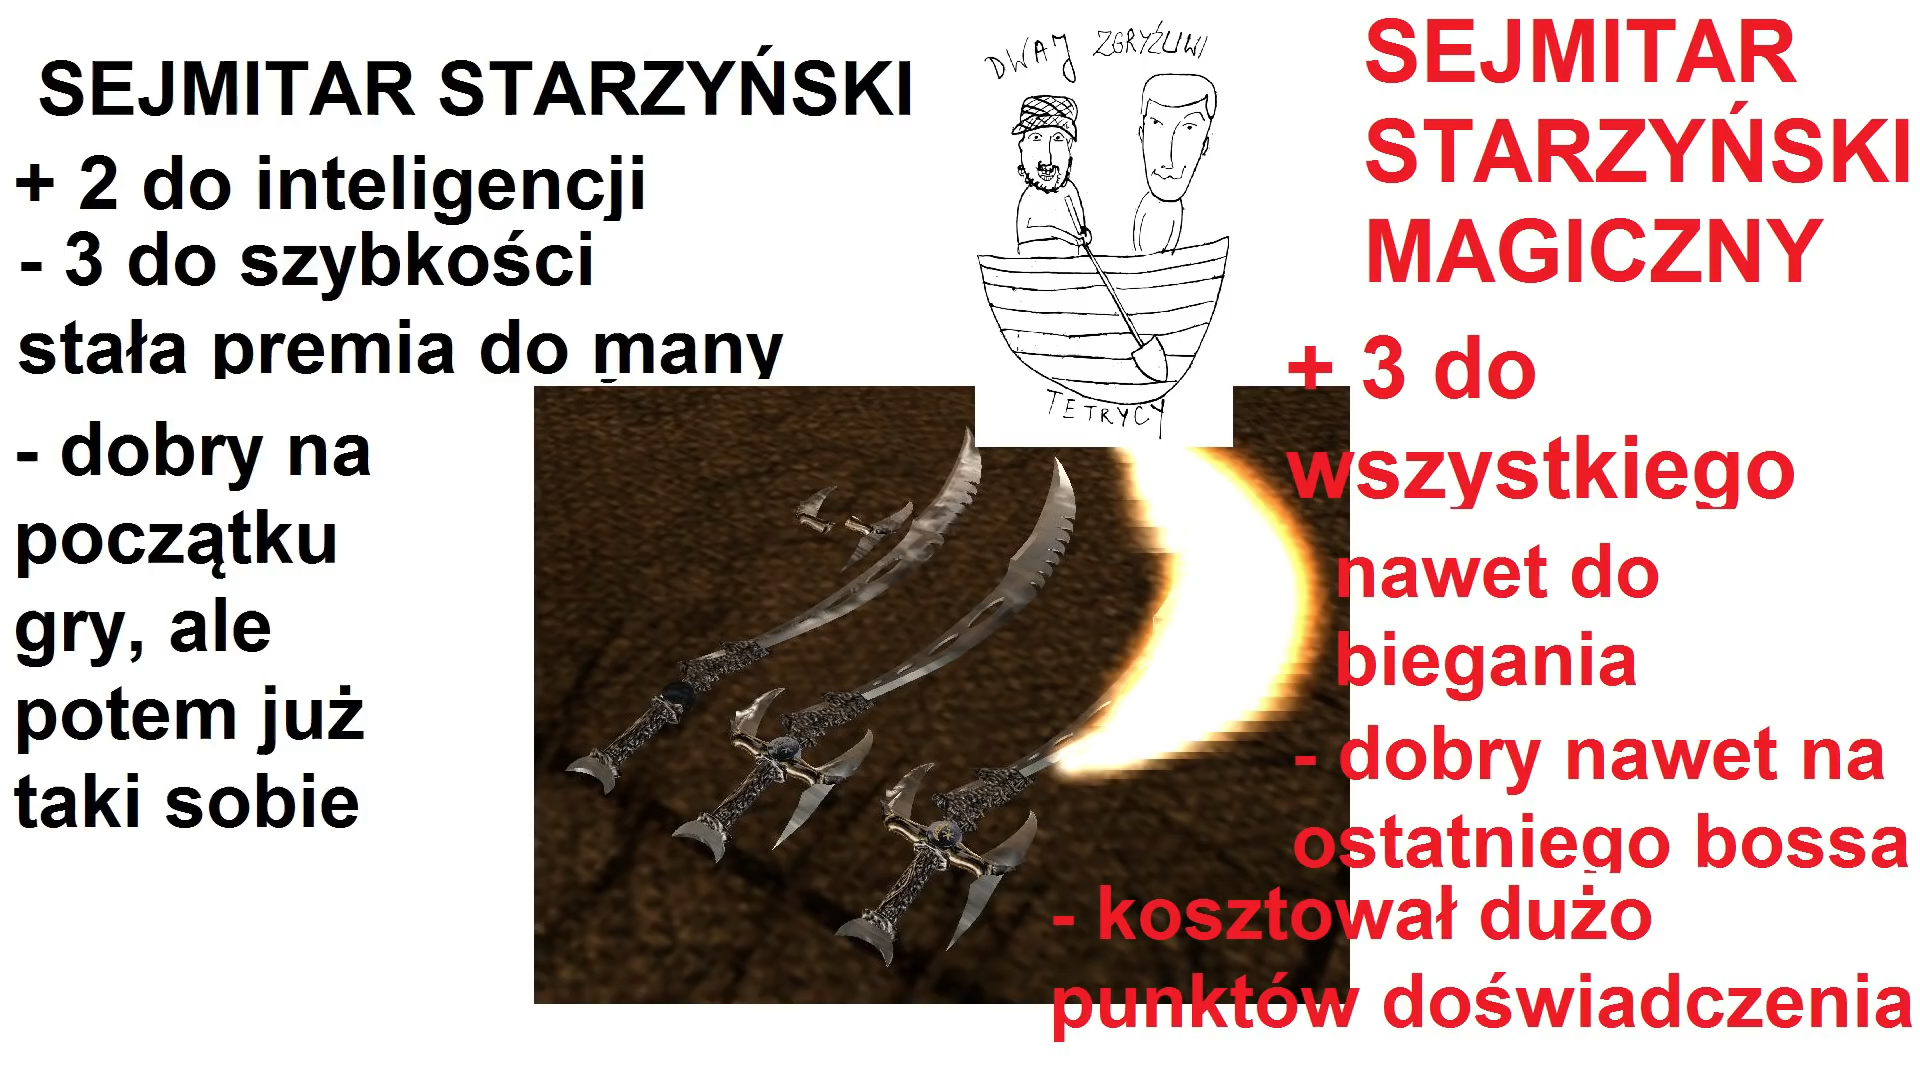 SEJMITAR STARZYŃSKI
+ 2 do inteligencji
- 3 do szybkości
stała premia do many
- dobry na
początku
gry, ale
potem już
taki sobie
DWAJ ZGRYŹLIWI
TETRYCY
SEJMITAR
STARZYŃSKI
MAGICZNY
+ 3 do
wszystkiego
nawet do
biegania
- dobry nawet na
ostatniego bossa
- kosztował dużo
punktów doświadczenia